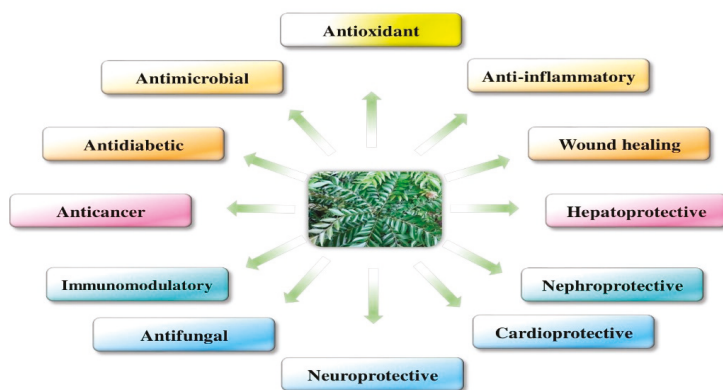 Antioxidant
Antimicrobial
Anti-inflammatory
Antidiabetic
Wound healing
Anticancer
Hepatoprotective
Immunomodulatory
Nephroprotective
Antifungal
Cardioprotective
Neuroprotective